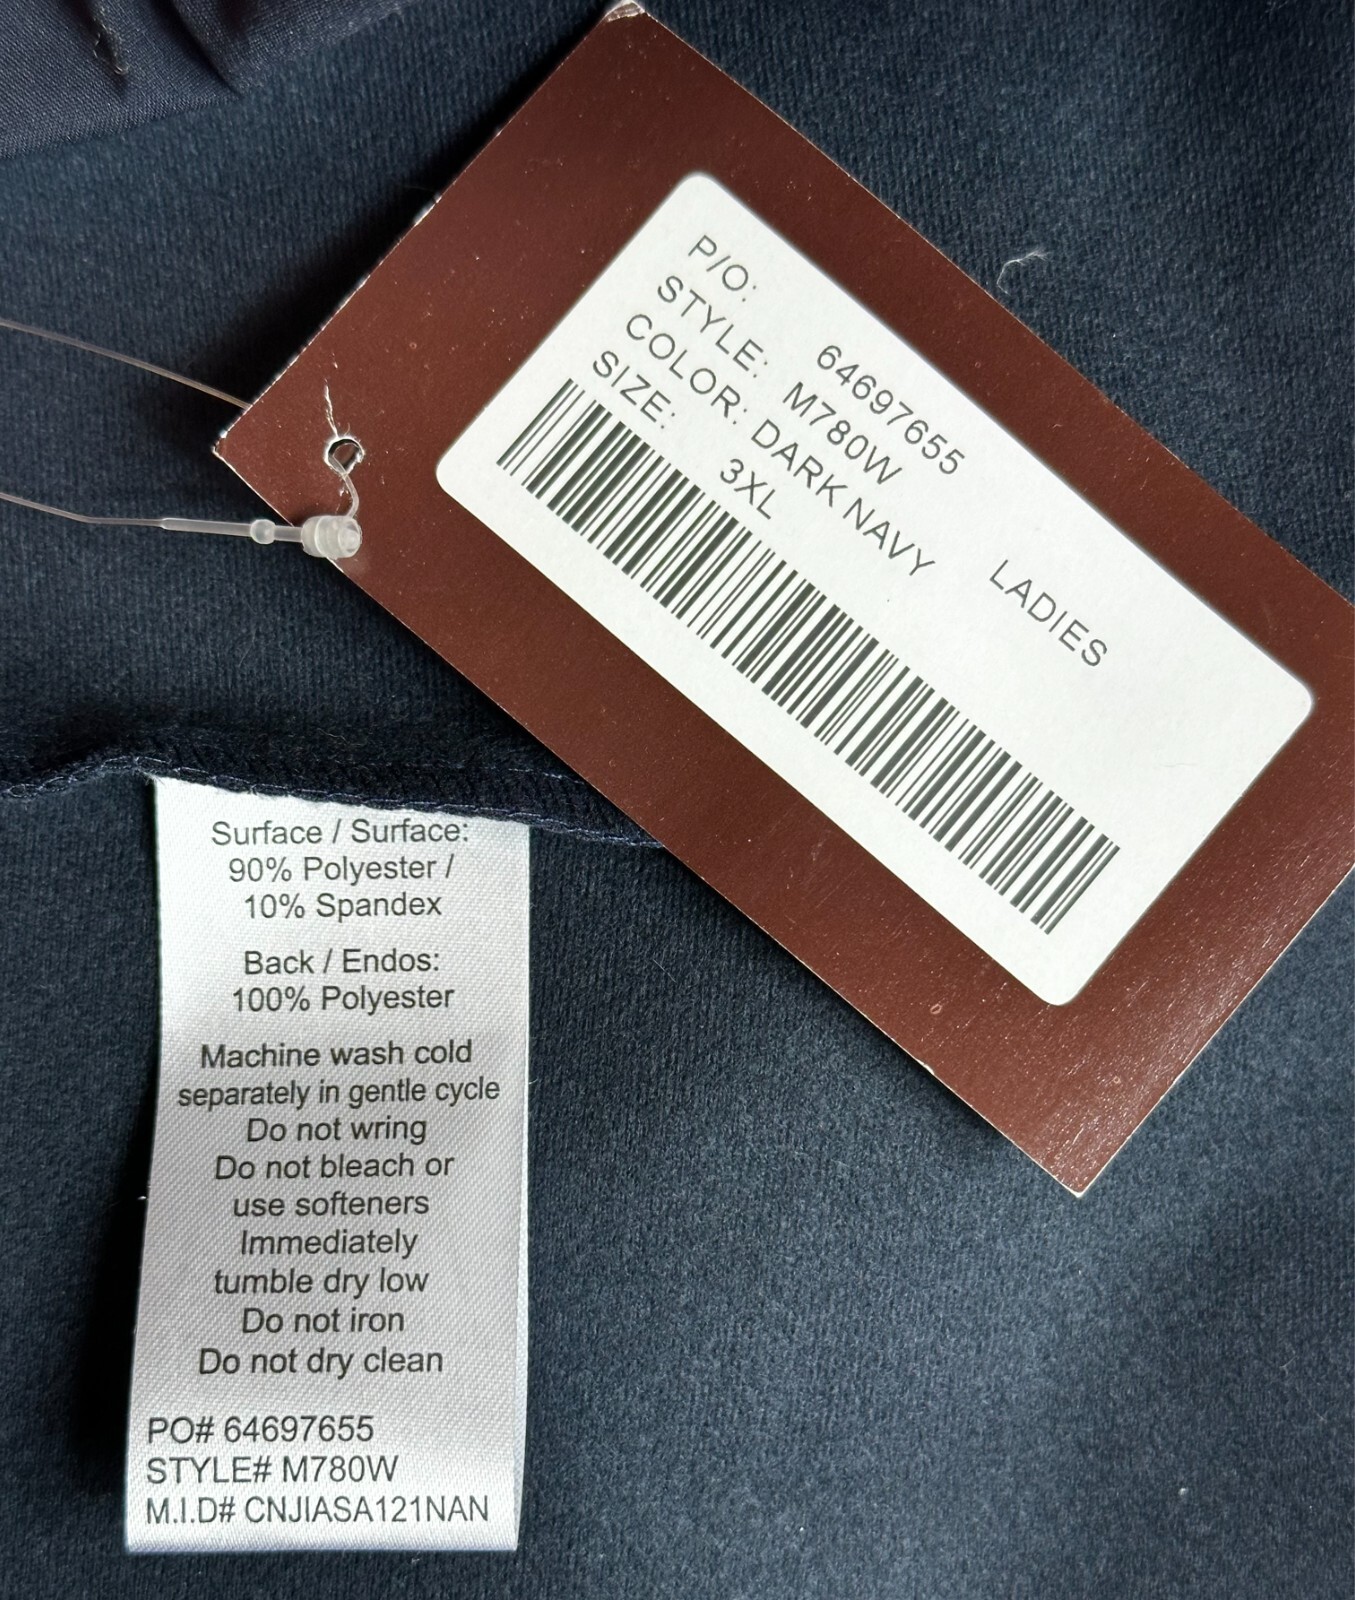 P/O: 64697655
STYLE: M780W
COLOR: DARK NAVY
SIZE: 3XL LADIES
Surface / Surface:
90% Polyester /
10% Spandex
Back / Endos:
100% Polyester
Machine wash cold
separately in gentle cycle
Do not wring
Do not bleach or
use softeners
Immediately
tumble dry low
Do not iron
Do not dry clean
PO# 64697655
STYLE# M780W
M.I.D# CNJIASA121NAN